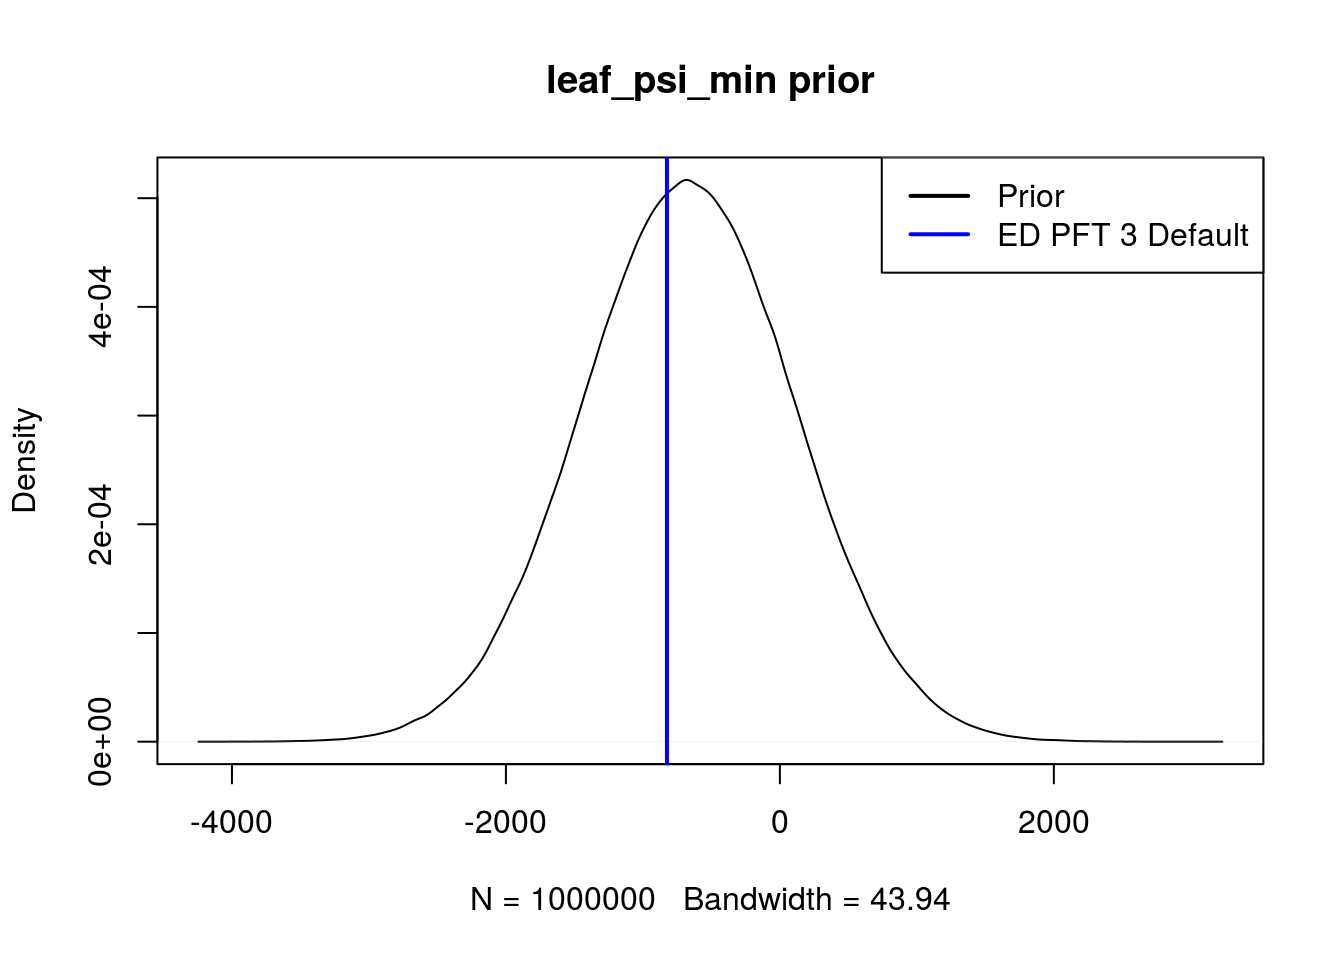 leaf_psi_min prior
Prior
ED PFT 3 Default
Density
4e-04
2e-04
0e+00
-4000 -2000 0 2000
N = 1000000 Bandwidth = 43.94